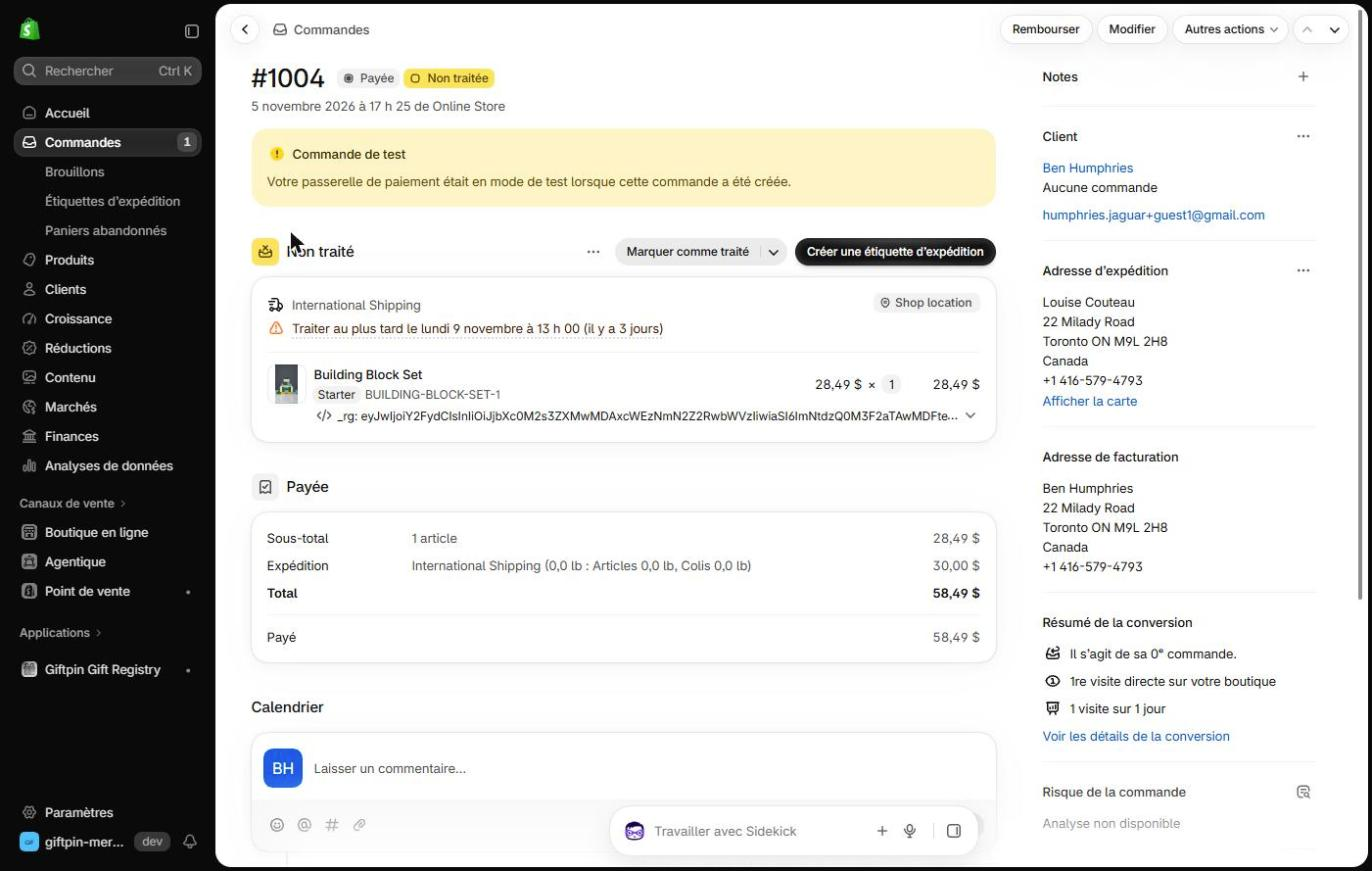 Rechercher Ctrl K
Accueil
Commandes 1
Brouillons
Étiquettes d'expédition
Paniers abandonnés
Produits
Clients
Croissance
Réductions
Contenu
Marchés
Finances
Analyses de données
Canaux de vente
Boutique en ligne
Agentique
Point de vente
Applications
Giftpin Gift Registry
Paramètres
giftpin-mer... dev
Commandes
Rembourser Modifier Autres actions
#1004 Payée Non traitée
5 novembre 2026 à 17 h 25 de Online Store
Commande de test
Votre passerelle de paiement était en mode de test lorsque cette commande a été créée.
Non traité Marquer comme traité Créer une étiquette d'expédition
International Shipping Shop location
Traiter au plus tard le lundi 9 novembre à 13 h 00 (il y a 3 jours)
Building Block Set
Starter BUILDING-BLOCK-SET-1
28,49 $ × 1 28,49 $
Payée
Sous-total 1 article 28,49 $
Expédition International Shipping (0,0 lb : Articles 0,0 lb, Colis 0,0 lb) 30,00 $
Total 58,49 $
Payé 58,49 $
Calendrier
BH Laisser un commentaire...
Travailler avec Sidekick
Notes
Client
Ben Humphries
Aucune commande
humphries.jaguar+guest1@gmail.com
Adresse d'expédition
Louise Couteau
22 Milady Road
Toronto ON M9L 2H8
Canada
+1 416-579-4793
Afficher la carte
Adresse de facturation
Ben Humphries
22 Milady Road
Toronto ON M9L 2H8
Canada
+1 416-579-4793
Résumé de la conversion
Il s'agit de sa 0ᵉ commande.
1re visite directe sur votre boutique
1 visite sur 1 jour
Voir les détails de la conversion
Risque de la commande
Analyse non disponible